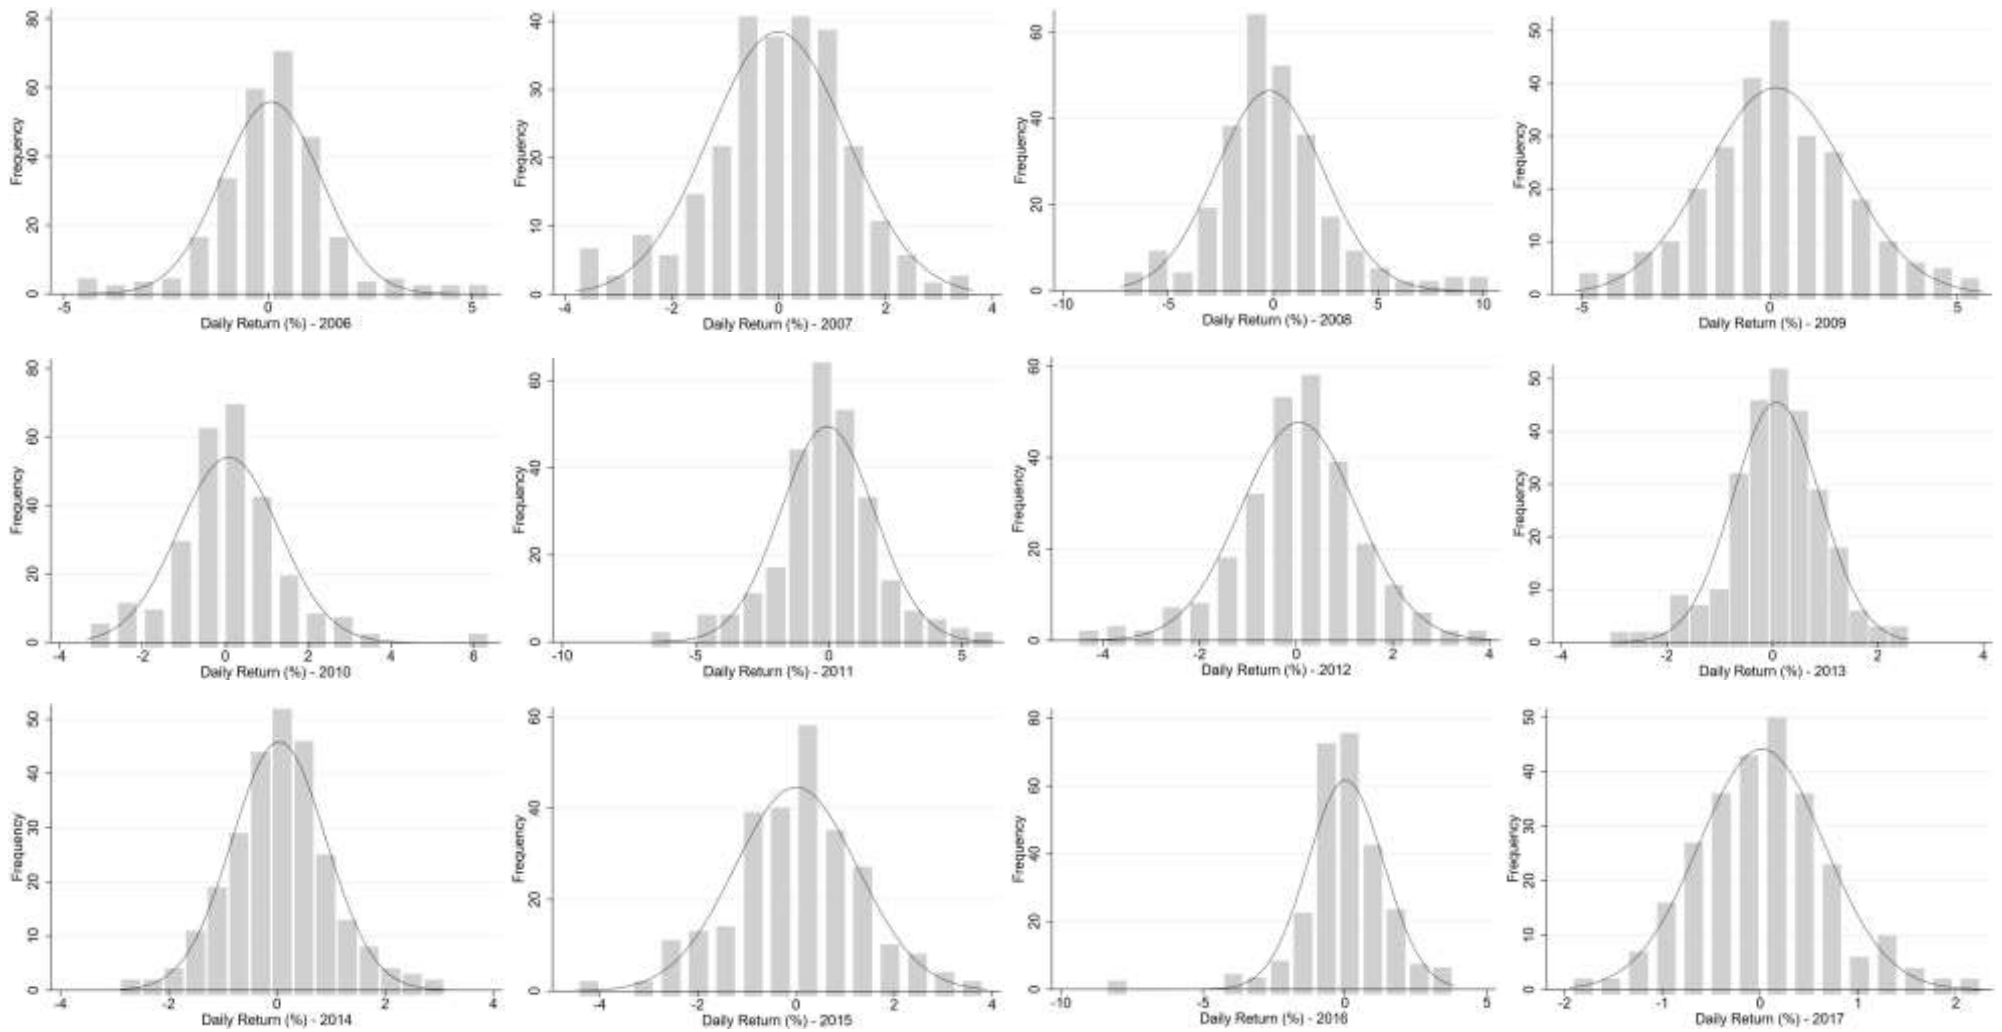 Frequency
80
60
40
20
0
-5 0 5
Daily Return (%) - 2006
Frequency
40
30
20
10
0
-4 -2 0 2 4
Daily Return (%) - 2007
Frequency
60
40
20
0
-10 -5 0 5 10
Daily Return (%) - 2008
Frequency
50
40
30
20
10
0
-5 0 5
Daily Return (%) - 2009
Frequency
80
60
40
20
0
-4 -2 0 2 4 6
Daily Return (%) - 2010
Frequency
60
40
20
0
-10 -5 0 5
Daily Return (%) - 2011
Frequency
60
40
20
0
-4 -2 0 2 4
Daily Return (%) - 2012
Frequency
50
40
30
20
10
0
-4 -2 0 2 4
Daily Return (%) - 2013
Frequency
50
40
30
20
10
0
-4 -2 0 2 4
Daily Return (%) - 2014
Frequency
60
40
20
0
-4 -2 0 2 4
Daily Return (%) - 2015
Frequency
80
60
40
20
0
-10 -5 0 5
Daily Return (%) - 2016
Frequency
50
40
30
20
10
0
-2 -1 0 1 2
Daily Return (%) - 2017